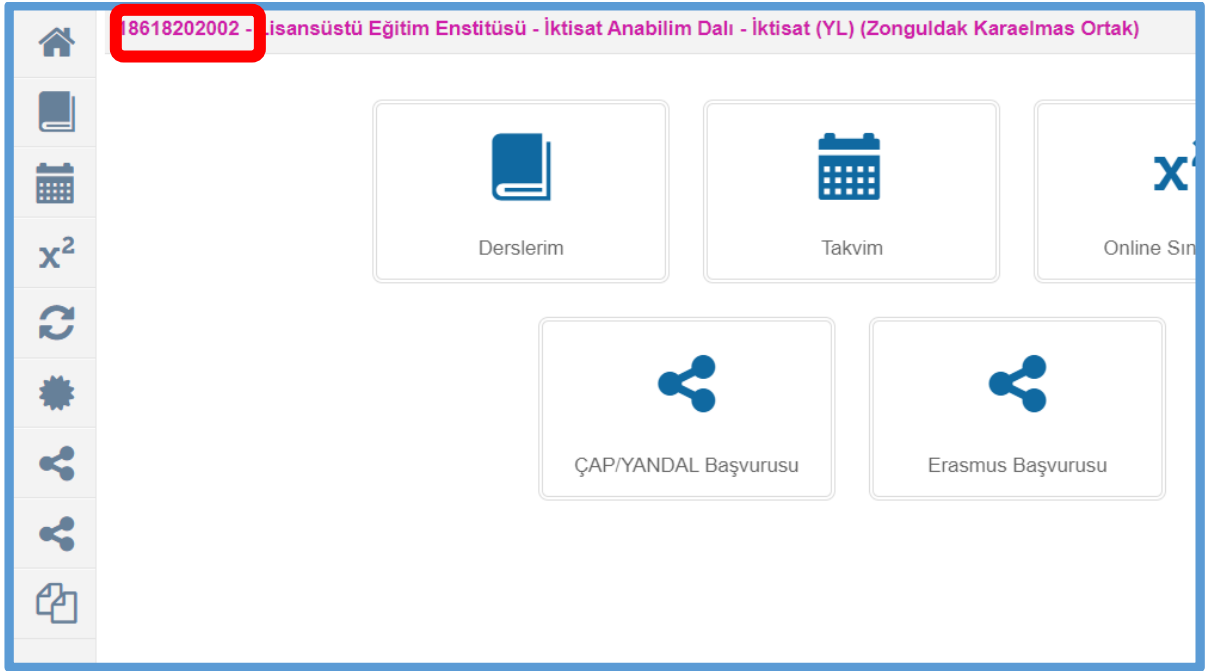 18618202002 - Lisansüstü Eğitim Enstitüsü - İktisat Anabilim Dalı - İktisat (YL) (Zonguldak Karaelmas Ortak)
x²
Derslerim
Takvim
x²
Online Sın
ÇAP/YANDAL Başvurusu
Erasmus Başvurusu